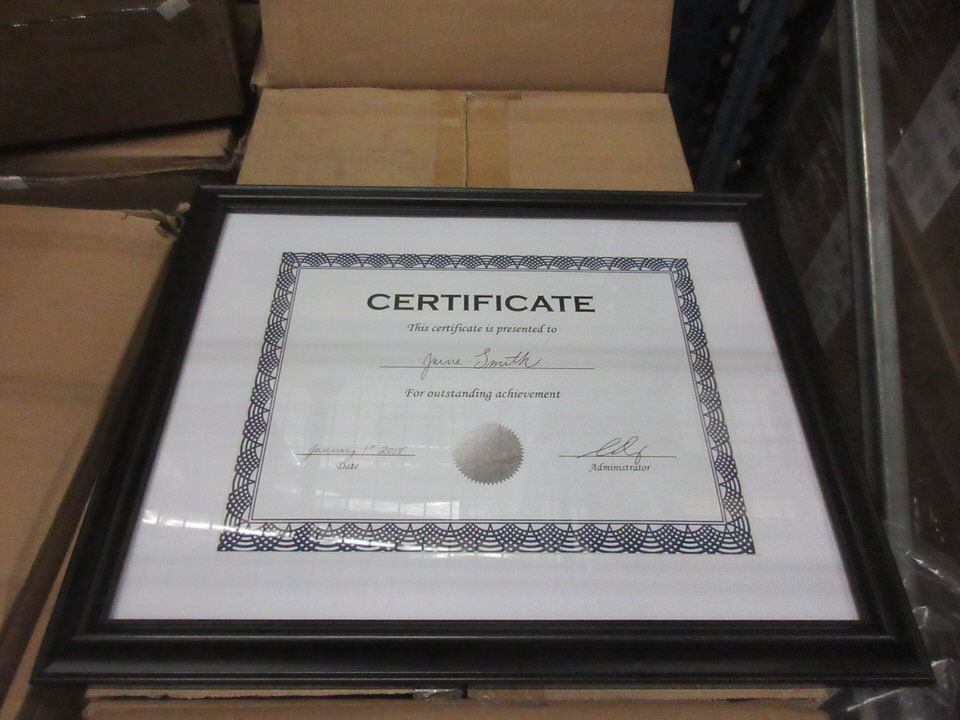 CERTIFICATE
This certificate is presented to
Jane Smith
For outstanding achievement
January 1st 2018
Date
Administrator